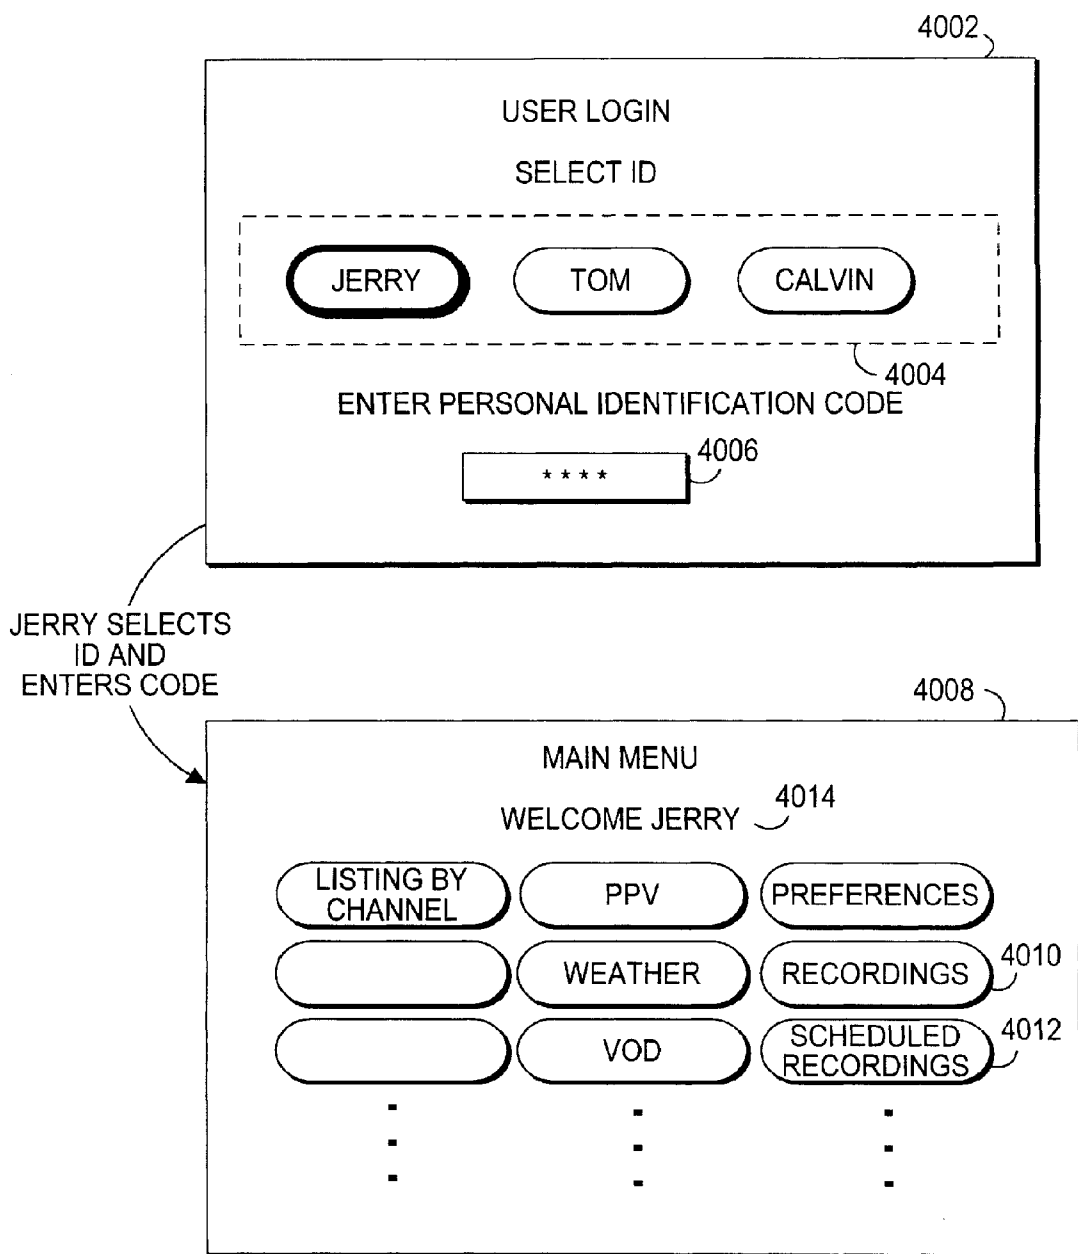 4002
USER LOGIN
SELECT ID
JERRY TOM CALVIN
4004
ENTER PERSONAL IDENTIFICATION CODE
4006
* * * *
JERRY SELECTS
ID AND
ENTERS CODE
4008
MAIN MENU
4014
WELCOME JERRY
LISTING BY
CHANNEL
PPV
PREFERENCES
WEATHER
RECORDINGS
4010
VOD
SCHEDULED
RECORDINGS
4012